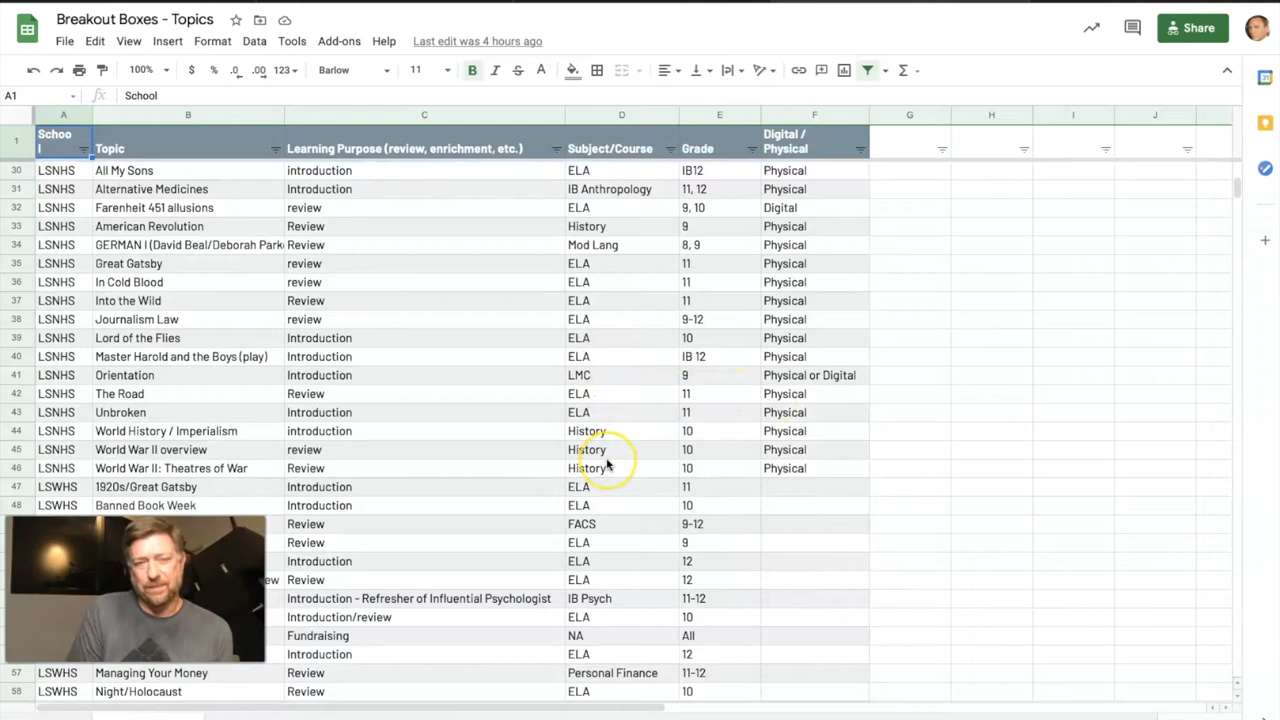 Breakout Boxes - Topics
File Edit View Insert Format Data Tools Add-ons Help Last edit was 4 hours ago
Share
100% $ % .0 .00 123 Barlow 11 B I S A Σ
A1 fx School
A B C D E F G H I J
1 School Topic Learning Purpose (review, enrichment, etc.) Subject/Course Grade Digital / Physical
30 LSNHS All My Sons introduction ELA IB12 Physical
31 LSNHS Alternative Medicines Introduction IB Anthropology 11, 12 Physical
32 LSNHS Farenheit 451 allusions review ELA 9, 10 Digital
33 LSNHS American Revolution Review History 9 Physical
34 LSNHS GERMAN I (David Beal/Deborah Park Review Mod Lang 8, 9 Physical
35 LSNHS Great Gatsby review ELA 11 Physical
36 LSNHS In Cold Blood review ELA 11 Physical
37 LSNHS Into the Wild Review ELA 11 Physical
38 LSNHS Journalism Law review ELA 9-12 Physical
39 LSNHS Lord of the Flies Introduction ELA 10 Physical
40 LSNHS Master Harold and the Boys (play) Introduction ELA IB 12 Physical
41 LSNHS Orientation Introduction LMC 9 Physical or Digital
42 LSNHS The Road Review ELA 11 Physical
43 LSNHS Unbroken Introduction ELA 11 Physical
44 LSNHS World History / Imperialism introduction History 10 Physical
45 LSNHS World War II overview review History 10 Physical
46 LSNHS World War II: Theatres of War Review History 10 Physical
47 LSWHS 1920s/Great Gatsby Introduction ELA 11
48 LSWHS Banned Book Week Introduction ELA 10
Review FACS 9-12
Review ELA 9
Introduction ELA 12
ew Review ELA 12
Introduction - Refresher of Influential Psychologist IB Psych 11-12
Introduction/review ELA 10
Fundraising NA All
Introduction ELA 12
57 LSWHS Managing Your Money Review Personal Finance 11-12
58 LSWHS Night/Holocaust Review ELA 10